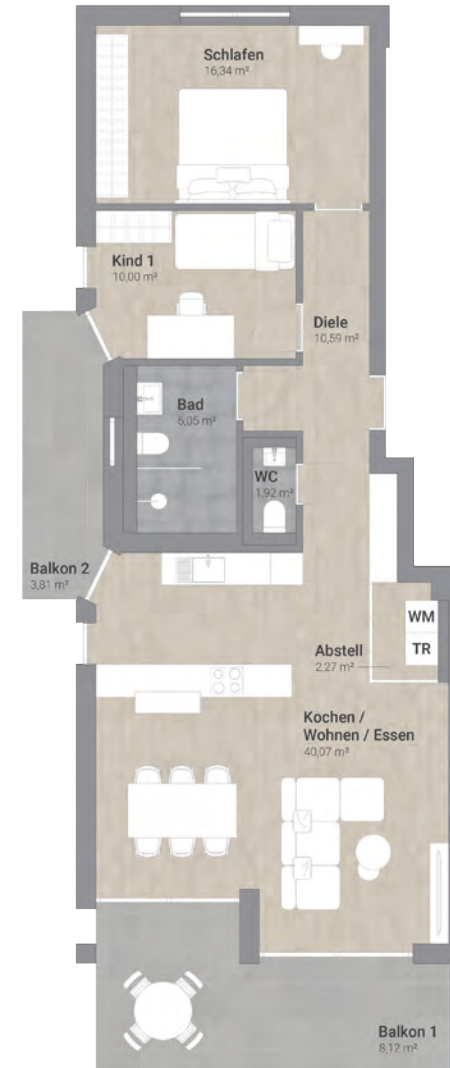 Schlafen
16,34 m²
Kind 1
10,00 m²
Diele
10,59 m²
Bad
6,05 m²
WC
1,92 m²
Balkon 2
3,81 m²
WM
TR
Abstell
2,27 m²
Kochen /
Wohnen / Essen
40,07 m²
Balkon 1
8,12 m²